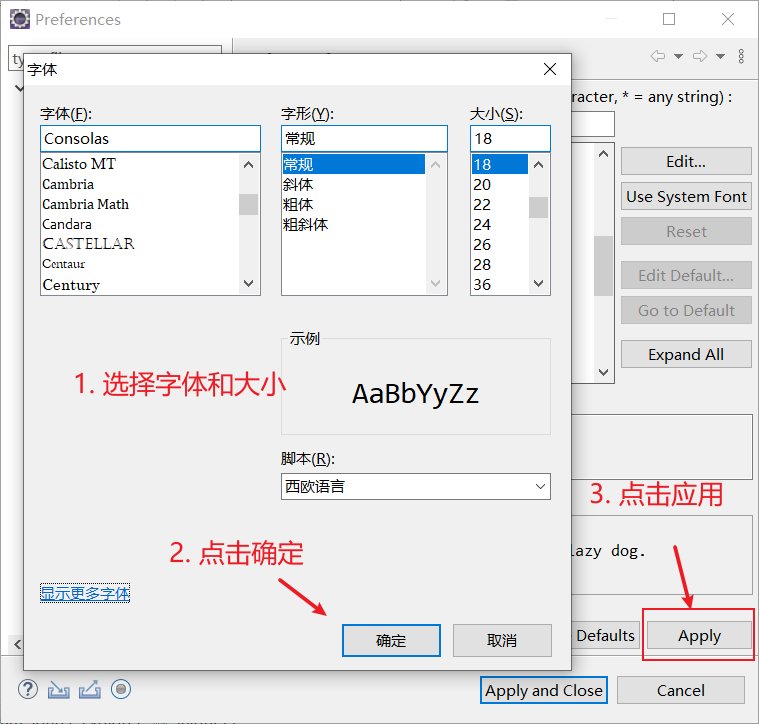 Preferences
字体
字体(F):
字形(Y):
大小(S):
racter, * = any string) :
Consolas
常规
18
Calisto MT
Cambria
Cambria Math
Candara
CASTELLAR
Centaur
Century
常规
斜体
粗体
粗斜体
18
20
22
24
26
28
36
Edit...
Use System Font
Reset
Edit Default...
Go to Default
Expand All
示例
AaBbYyZz
1. 选择字体和大小
脚本(R):
西欧语言
3. 点击应用
2. 点击确定
lazy dog.
显示更多字体
确定
取消
Defaults
Apply
Apply and Close
Cancel